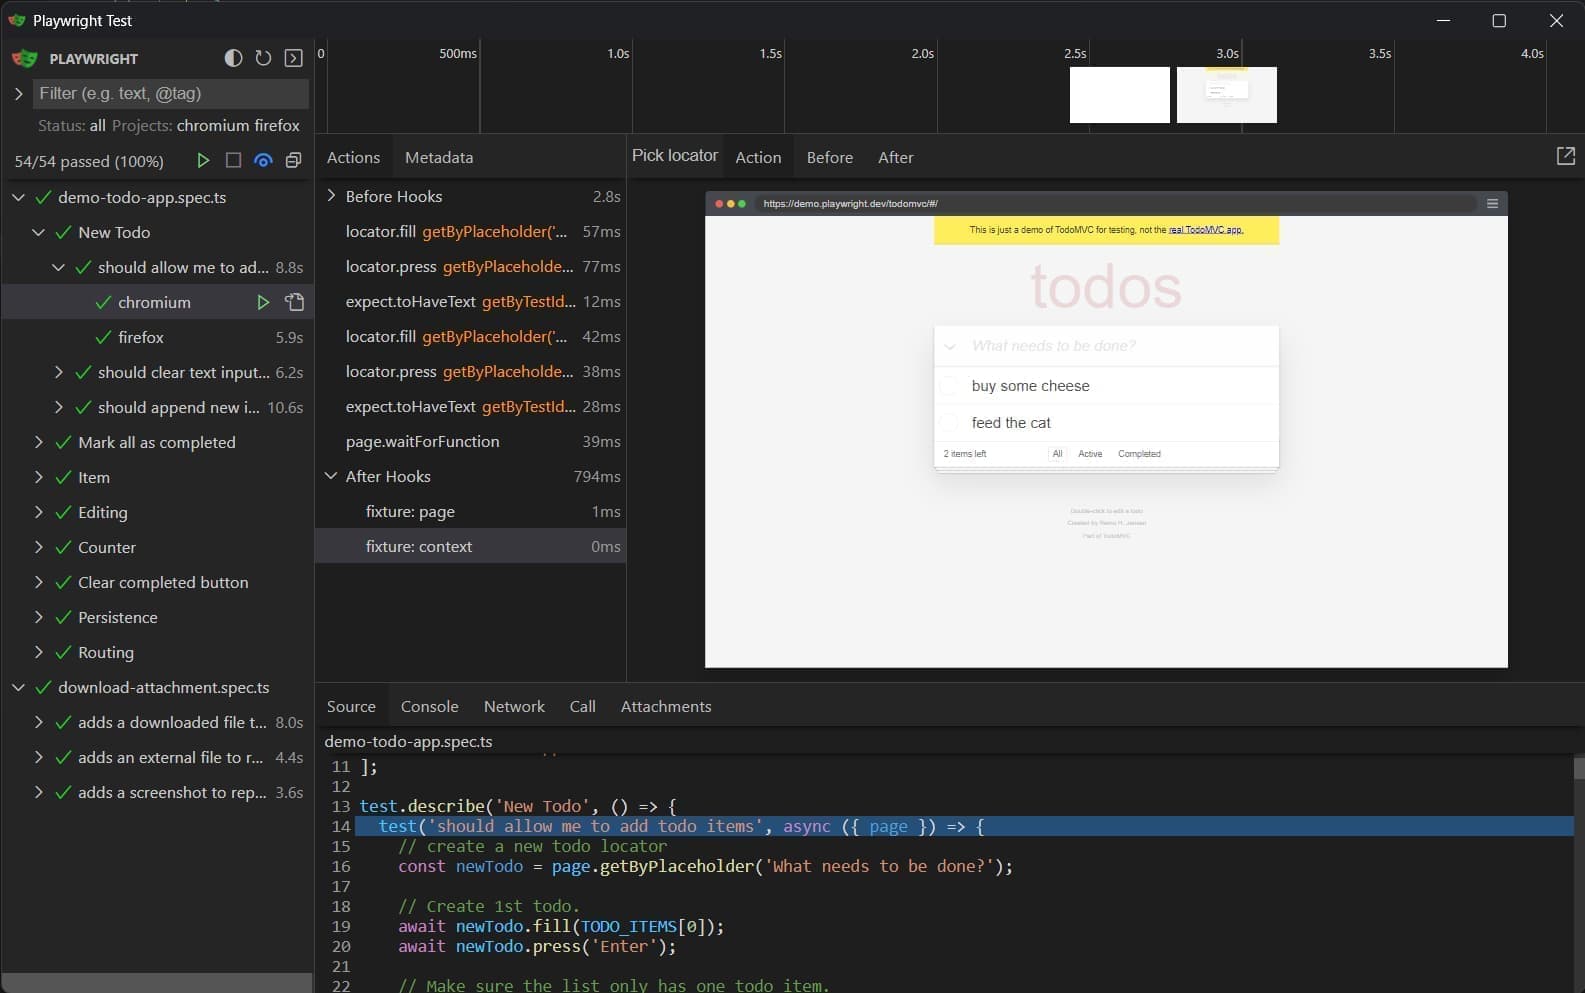 Playwright Test
PLAYWRIGHT
Filter (e.g. text, @tag)
Status: all Projects: chromium firefox
54/54 passed (100%)
demo-todo-app.spec.ts
New Todo
should allow me to ad... 8.8s
chromium
firefox 5.9s
should clear text input... 6.2s
should append new i... 10.6s
Mark all as completed
Item
Editing
Counter
Clear completed button
Persistence
Routing
download-attachment.spec.ts
adds a downloaded file t... 8.0s
adds an external file to r... 4.4s
adds a screenshot to rep... 3.6s
0 500ms 1.0s 1.5s 2.0s 2.5s 3.0s 3.5s 4.0s
Actions Metadata
Before Hooks 2.8s
locator.fill getByPlaceholder('... 57ms
locator.press getByPlaceholde... 77ms
expect.toHaveText getByTestId... 12ms
locator.fill getByPlaceholder('... 42ms
locator.press getByPlaceholde... 38ms
expect.toHaveText getByTestId... 28ms
page.waitForFunction 39ms
After Hooks 794ms
fixture: page 1ms
fixture: context 0ms
Pick locator Action Before After
https://demo.playwright.dev/todomvc/#/
This is just a demo of TodoMVC for testing, not the real TodoMVC app.
todos
What needs to be done?
buy some cheese
feed the cat
2 items left All Active Completed
Double-click to edit a todo
Created by Remo H. Jansen
Part of TodoMVC
Source Console Network Call Attachments
demo-todo-app.spec.ts
11 ];
12
13 test.describe('New Todo', () => {
14 test('should allow me to add todo items', async ({ page }) => {
15 // create a new todo locator
16 const newTodo = page.getByPlaceholder('What needs to be done?');
17
18 // Create 1st todo.
19 await newTodo.fill(TODO_ITEMS[0]);
20 await newTodo.press('Enter');
21
22 // Make sure the list only has one todo item.